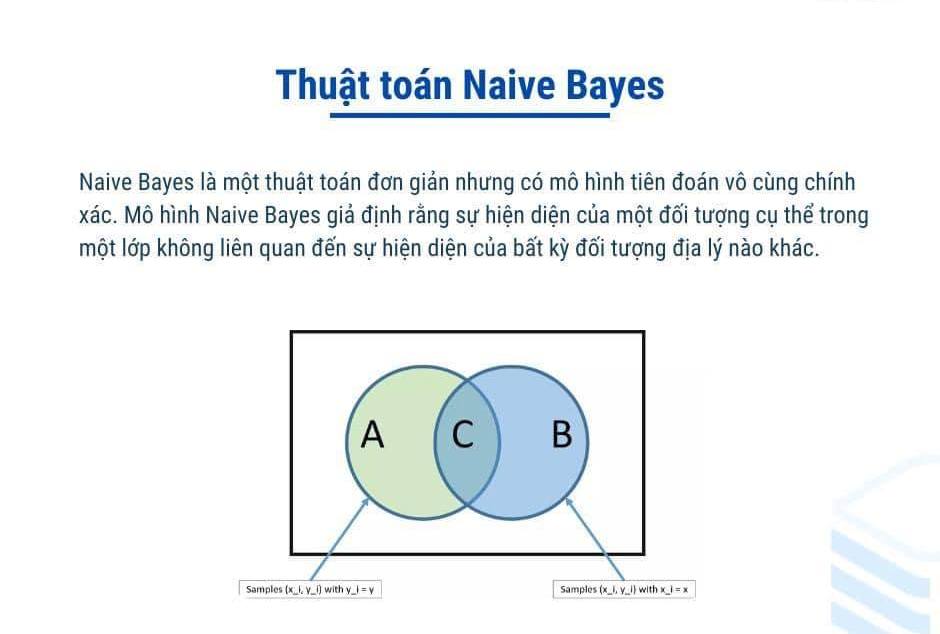 Thuật toán Naive Bayes
Naive Bayes là một thuật toán đơn giản nhưng có mô hình tiên đoán vô cùng chính
xác. Mô hình Naive Bayes giả định rằng sự hiện diện của một đối tượng cụ thể trong
một lớp không liên quan đến sự hiện diện của bất kỳ đối tượng địa lý nào khác.
A C B
Samples (x_i, y_i) with y_i = y
Samples (x_i, y_i) with x_i = x